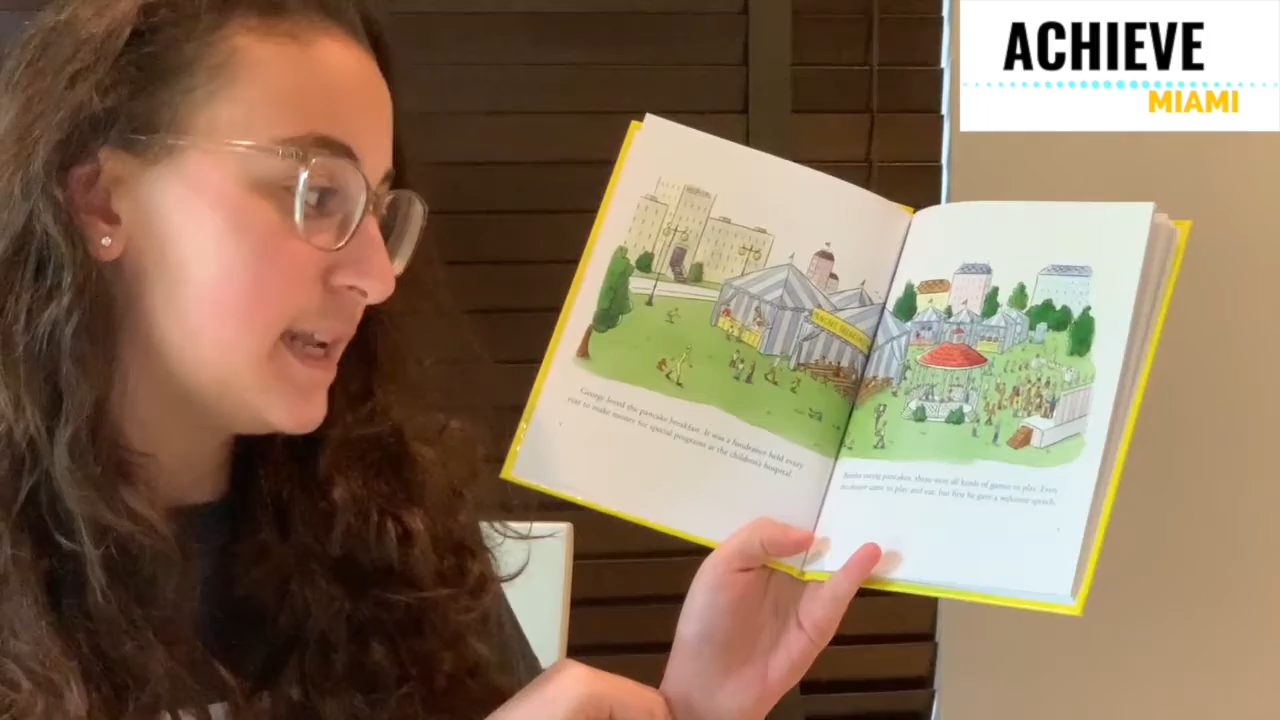 ACHIEVE
MIAMI
George loved the pancake breakfast. It was a fundraiser held every
year to make money for special programs at the children's hospital.
Besides eating pancakes, there were all kinds of games to play. Even
the mayor came to play and eat, but first he gave a welcome speech.